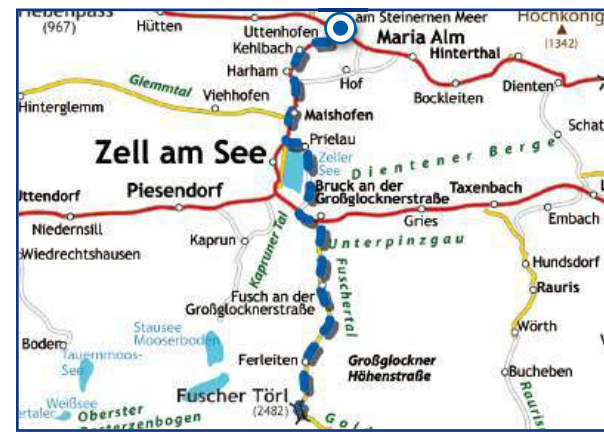 (967)
Hütten
Uttenhofen
am Steinernen Meer
Hochkönig
(1342)
Kehlbach
Maria Alm
Hinterthal
Harham
Hof
Dienten
Glemmtal
Viehhofen
Bockleiten
Hinterglemm
Maishofen
Prielau
Zell am See
Zeller
See
Dientener Berge
Piesendorf
Bruck an der
Großglocknerstraße
Taxenbach
Niedernsill
Gries
Embach
Kaprun
Kapruner Tal
Unterpinzgau
Wiedrechtshausen
Fuschertal
Hundsdorf
Rauris
Fusch an der
Großglocknerstraße
Stausee
Mooserboden
Wörth
Boden
Tauernmoos-
See
Ferleiten
Großglockner
Höhenstraße
Bucheben
Weißsee
Fuscher Törl
(2482)
Oberster